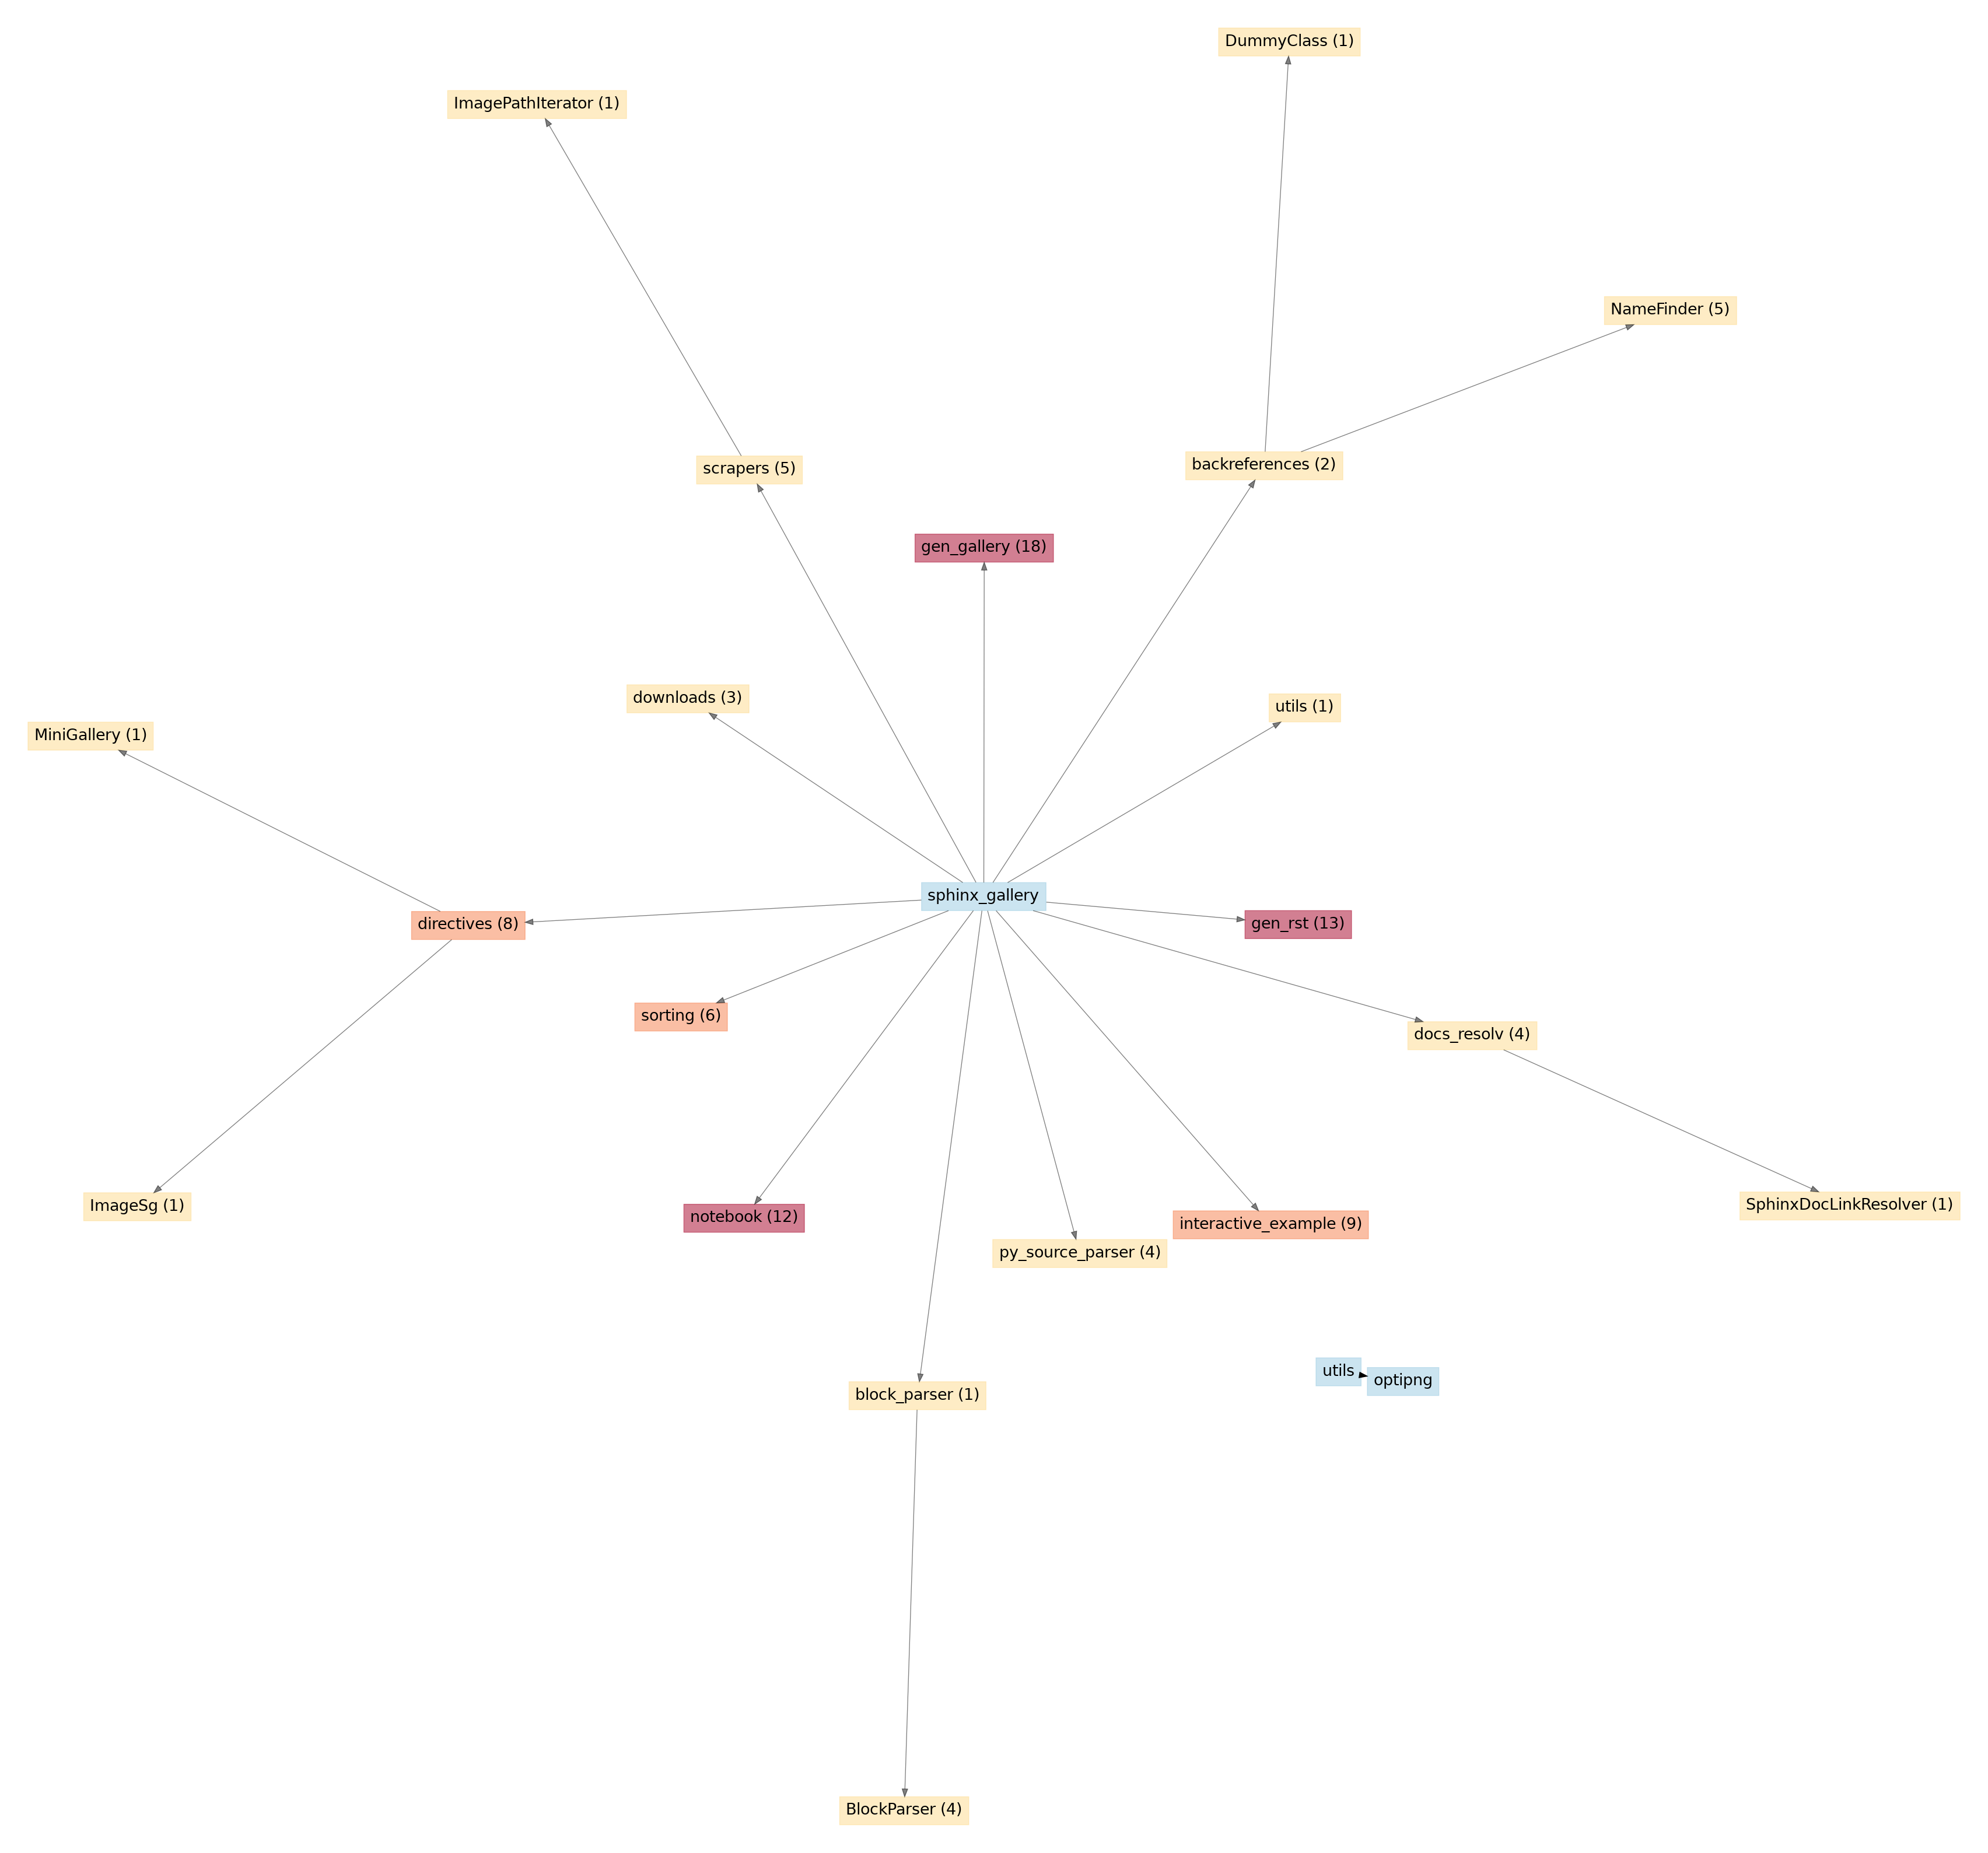 DummyClass (1)
ImagePathIterator (1)
NameFinder (5)
backreferences (2)
scrapers (5)
gen_gallery (18)
downloads (3)
utils (1)
MiniGallery (1)
sphinx_gallery
directives (8)
gen_rst (13)
sorting (6)
docs_resolv (4)
ImageSg (1)
SphinxDocLinkResolver (1)
notebook (12)
interactive_example (9)
py_source_parser (4)
utils
optipng
block_parser (1)
BlockParser (4)